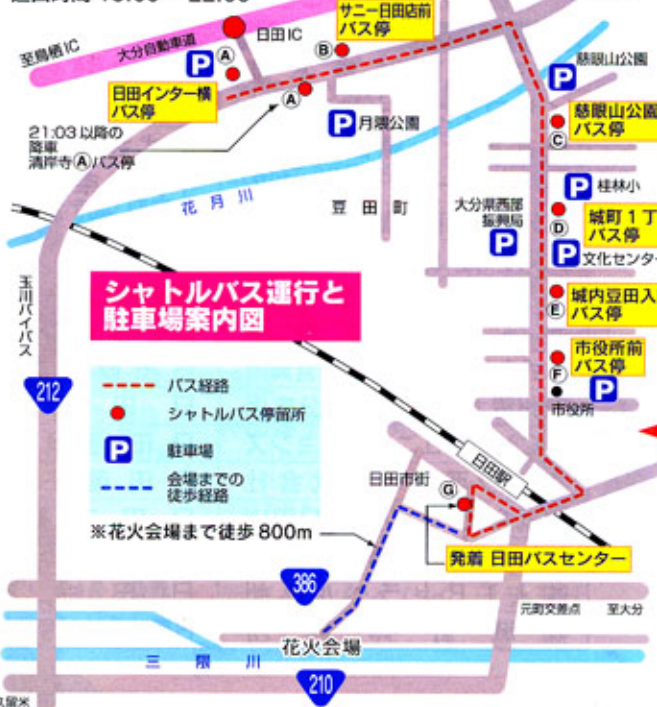 サニー日田店前
バス停
至鳥栖IC
大分自動車道
日田IC
P
A
B
日田インター横
バス停
A
21:03以降の
降車
清岸寺Aバス停
P
月隈公園
P
慈眼山公園
慈眼山公園
バス停
C
花月川
豆田町
大分県西部
振興局
P
P
桂林小
城町1丁
バス停
D
P
文化センター
城内豆田入
バス停
E
市役所前
バス停
F
P
市役所
玉川バイパス
212
シャトルバス運行と
駐車場案内図
バス経路
シャトルバス停留所
P
駐車場
会場までの
徒歩経路
※花火会場まで徒歩800m
日田市街
G
日田駅
発着 日田バスセンター
386
元町交差点
至大分
花火会場
三隈川
210
久留米